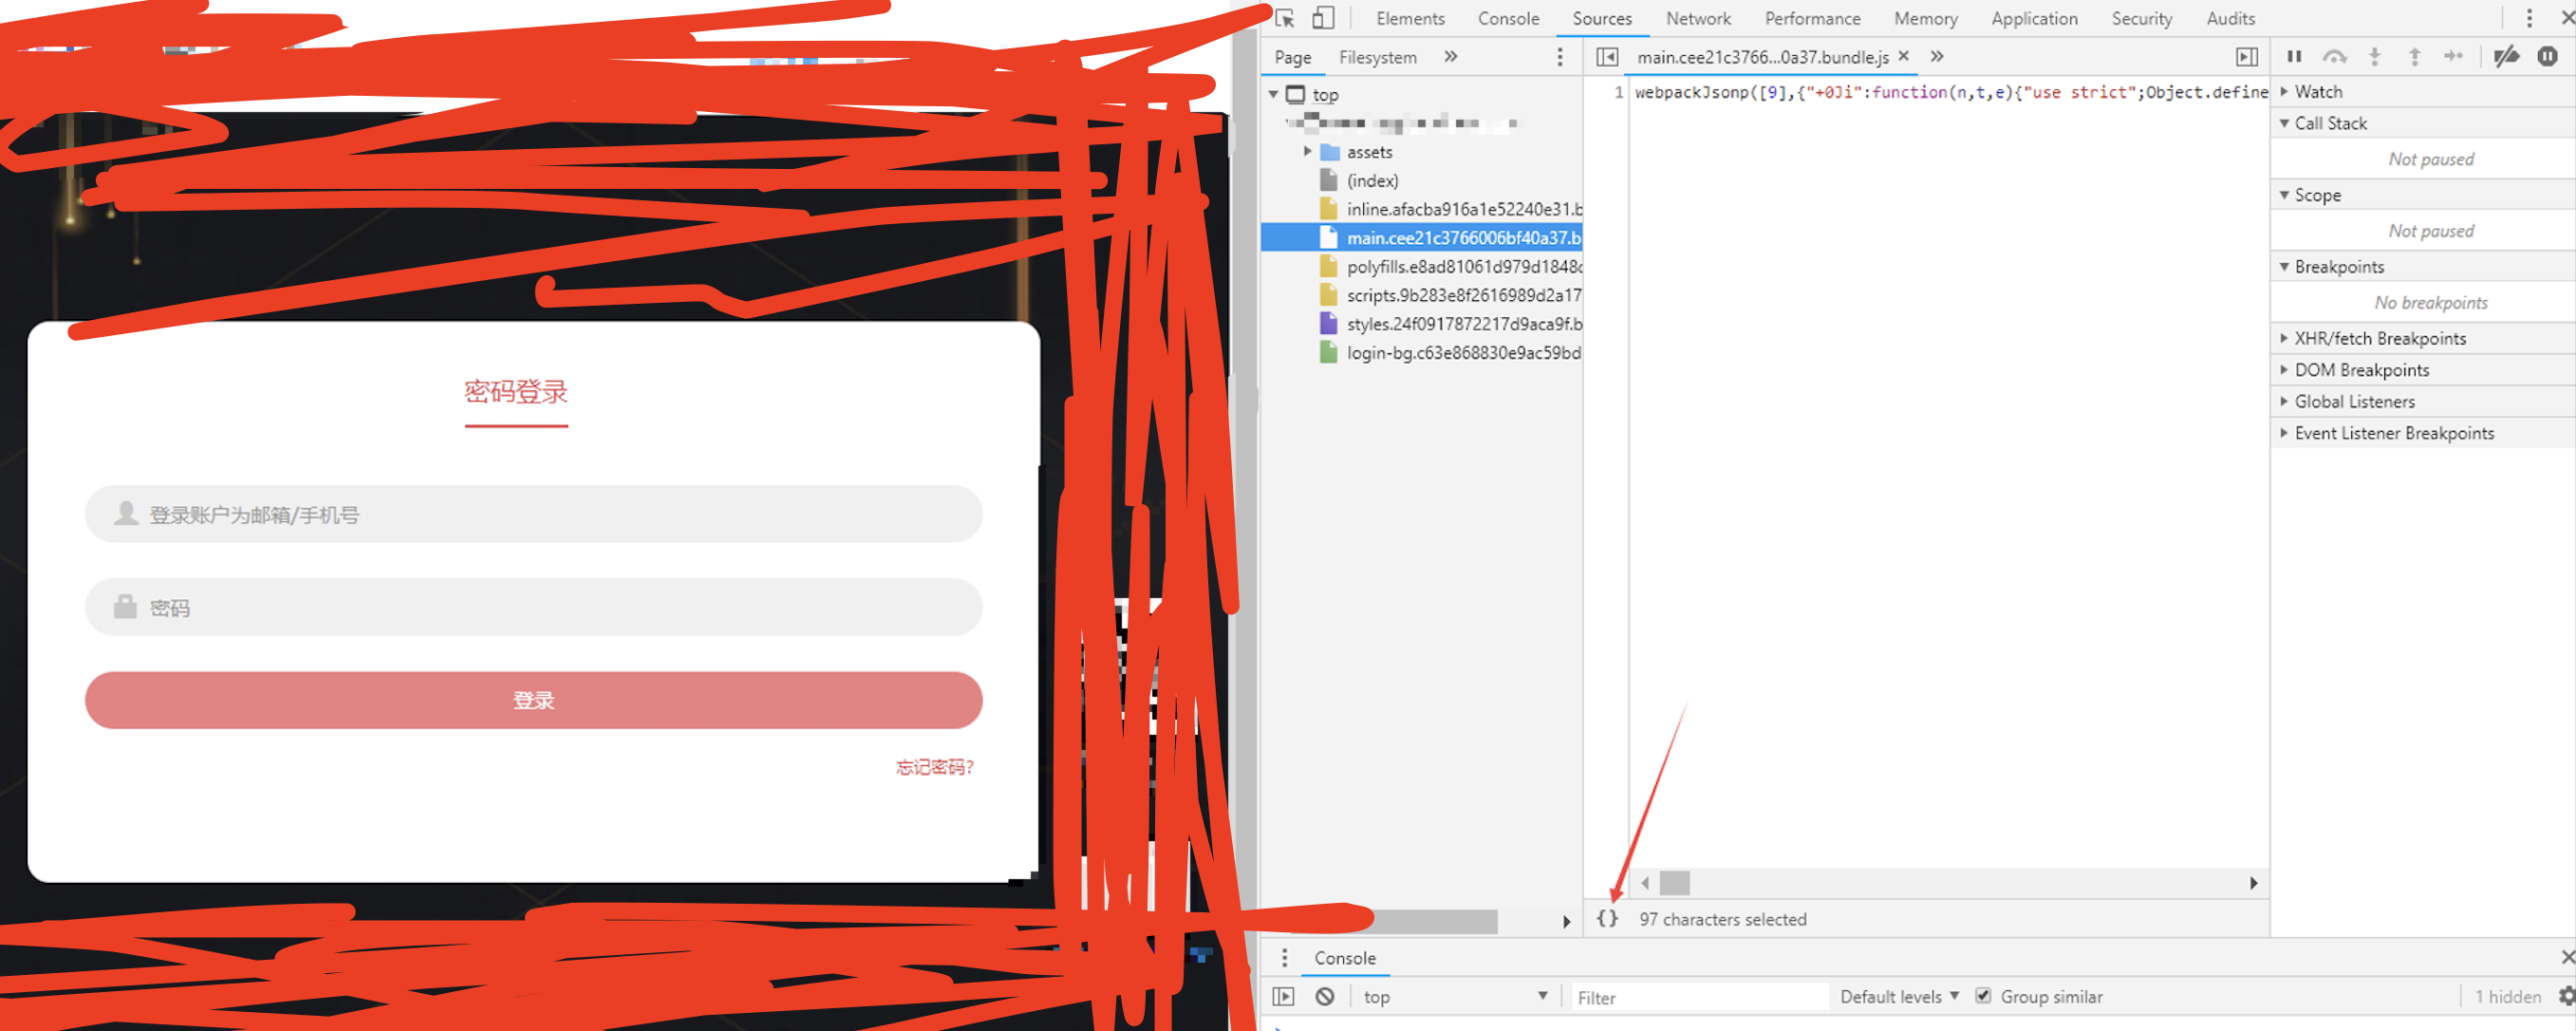 密码登录
登录账户为邮箱/手机号
密码
登录
忘记密码?
Elements Console Sources Network Performance Memory Application Security Audits
Page Filesystem
main.cee21c3766...0a37.bundle.js
top
assets
(index)
inline.afacba916a1e52240e31.b
main.cee21c3766006bf40a37.b
polyfills.e8ad81061d979d1848c
scripts.9b283e8f2616989d2a17
styles.24f0917872217d9aca9f.b
login-bg.c63e868830e9ac59bd
1 webpackJsonp([9],{"+0Ji":function(n,t,e){"use strict";Object.define
{} 97 characters selected
Watch
Call Stack
Not paused
Scope
Not paused
Breakpoints
No breakpoints
XHR/fetch Breakpoints
DOM Breakpoints
Global Listeners
Event Listener Breakpoints
Console
top Filter Default levels Group similar 1 hidden